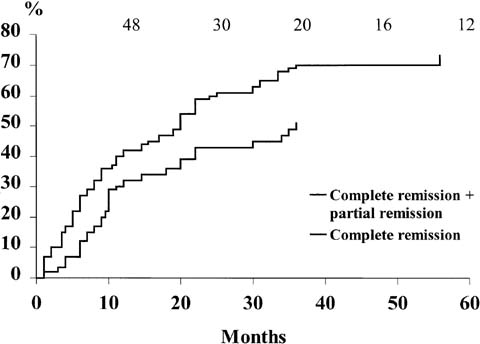 %
48 30 20 16 12
80
70
60
50
40
30
20
10
0
Complete remission +
partial remission
Complete remission
0 10 20 30 40 50 60
Months